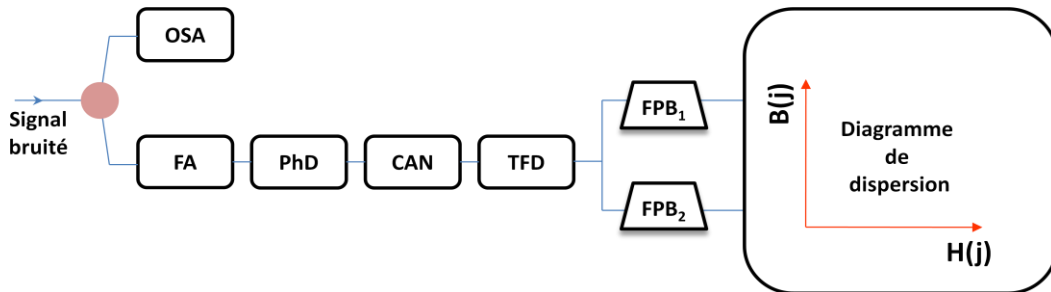 OSA
Signal
bruité
FA
PhD
CAN
TFD
FPB₁
FPB₂
B(j)
Diagramme
de
dispersion
H(j)